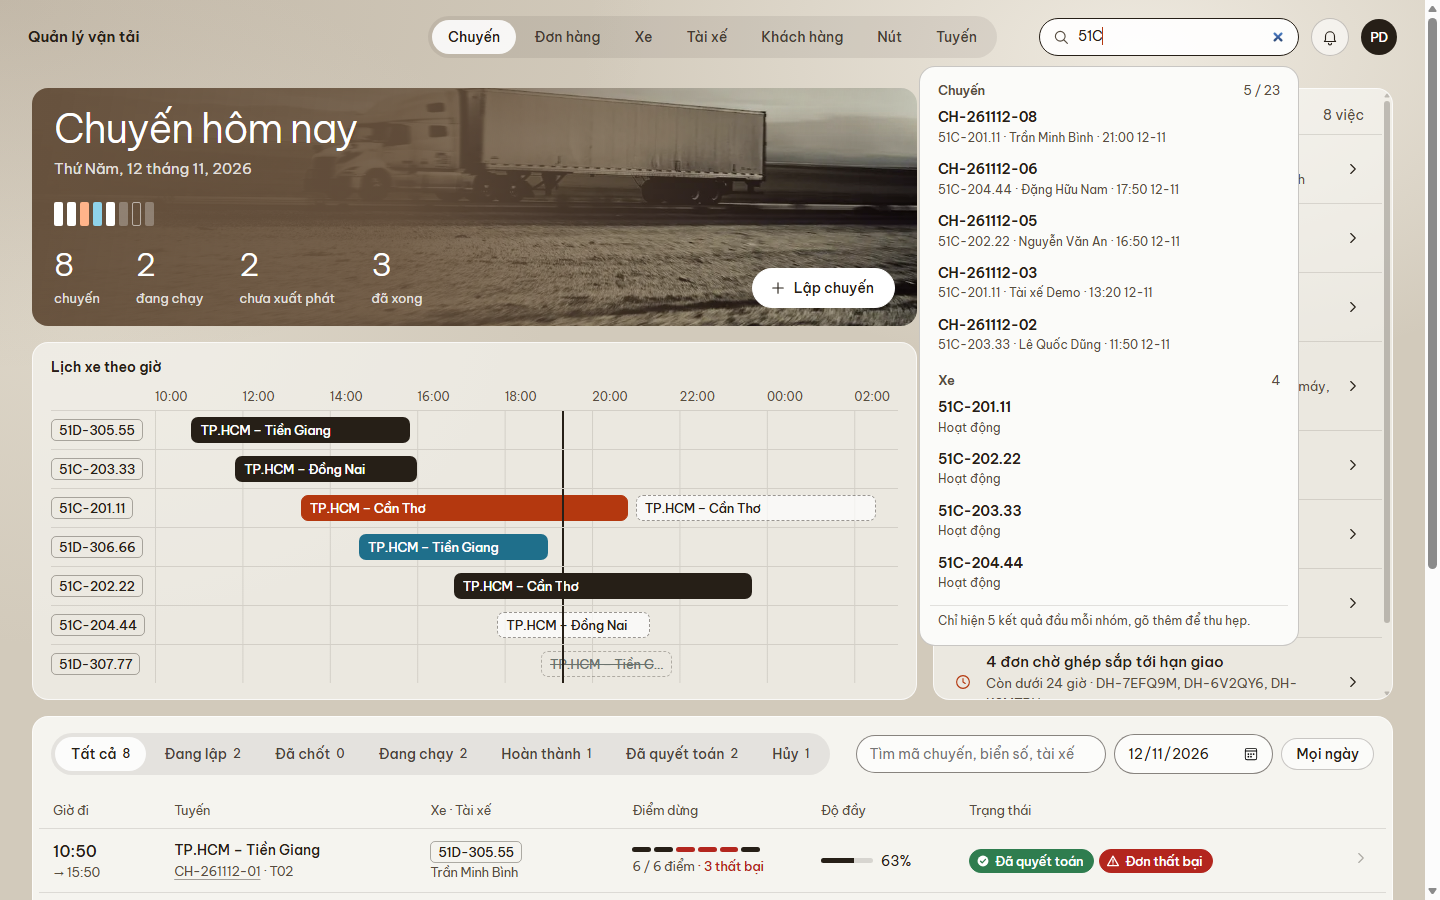 Quản lý vận tải
Chuyến
Đơn hàng
Xe
Tài xế
Khách hàng
Nút
Tuyến
51C
PD
Chuyến hôm nay
Thứ Năm, 12 tháng 11, 2026
8
chuyến
2
đang chạy
2
chưa xuất phát
3
đã xong
+ Lập chuyến
Chuyến 5 / 23
CH-261112-08
51C-201.11 · Trần Minh Bình · 21:00 12-11
CH-261112-06
51C-204.44 · Đặng Hữu Nam · 17:50 12-11
CH-261112-05
51C-202.22 · Nguyễn Văn An · 16:50 12-11
CH-261112-03
51C-201.11 · Tài xế Demo · 13:20 12-11
CH-261112-02
51C-203.33 · Lê Quốc Dũng · 11:50 12-11
Xe 4
51C-201.11
Hoạt động
51C-202.22
Hoạt động
51C-203.33
Hoạt động
51C-204.44
Hoạt động
Chỉ hiện 5 kết quả đầu mỗi nhóm, gõ thêm để thu hẹp.
8 việc
h
máy,
4 đơn chờ ghép sắp tới hạn giao
Còn dưới 24 giờ · DH-7EFQ9M, DH-6V2QY6, DH-
Lịch xe theo giờ
10:00 12:00 14:00 16:00 18:00 20:00 22:00 00:00 02:00
51D-305.55 TP.HCM – Tiền Giang
51C-203.33 TP.HCM – Đồng Nai
51C-201.11 TP.HCM – Cần Thơ TP.HCM – Cần Thơ
51D-306.66 TP.HCM – Tiền Giang
51C-202.22 TP.HCM – Cần Thơ
51C-204.44 TP.HCM – Đồng Nai
51D-307.77 TP.HCM – Tiền G...
Tất cả 8
Đang lập 2
Đã chốt 0
Đang chạy 2
Hoàn thành 1
Đã quyết toán 2
Hủy 1
Tìm mã chuyến, biển số, tài xế
12/11/2026
Mọi ngày
Giờ đi
Tuyến
Xe · Tài xế
Điểm dừng
Độ đầy
Trạng thái
10:50
→15:50
TP.HCM – Tiền Giang
CH-261112-01 · T02
51D-305.55
Trần Minh Bình
6 / 6 điểm · 3 thất bại
63%
Đã quyết toán
Đơn thất bại